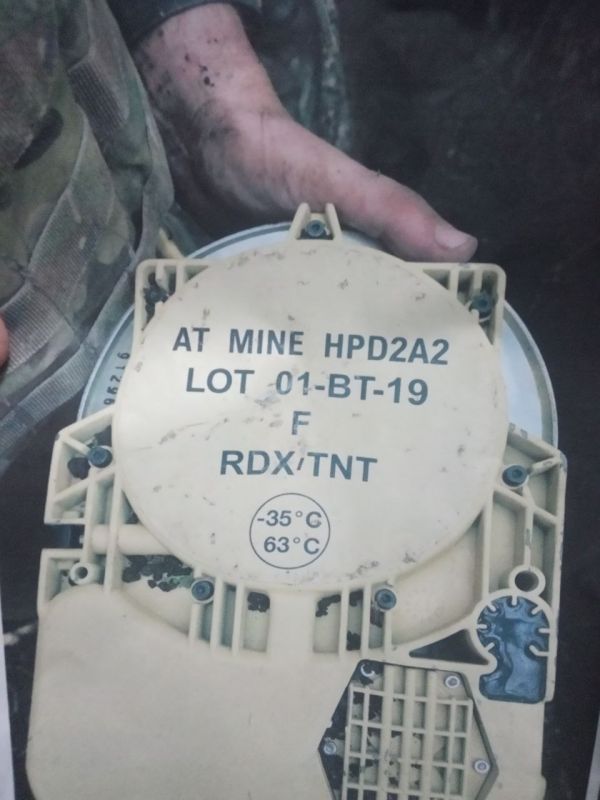 AT MINE HPD2A2
LOT 01-BT-19
F
RDX/TNT
-35°C
63°C